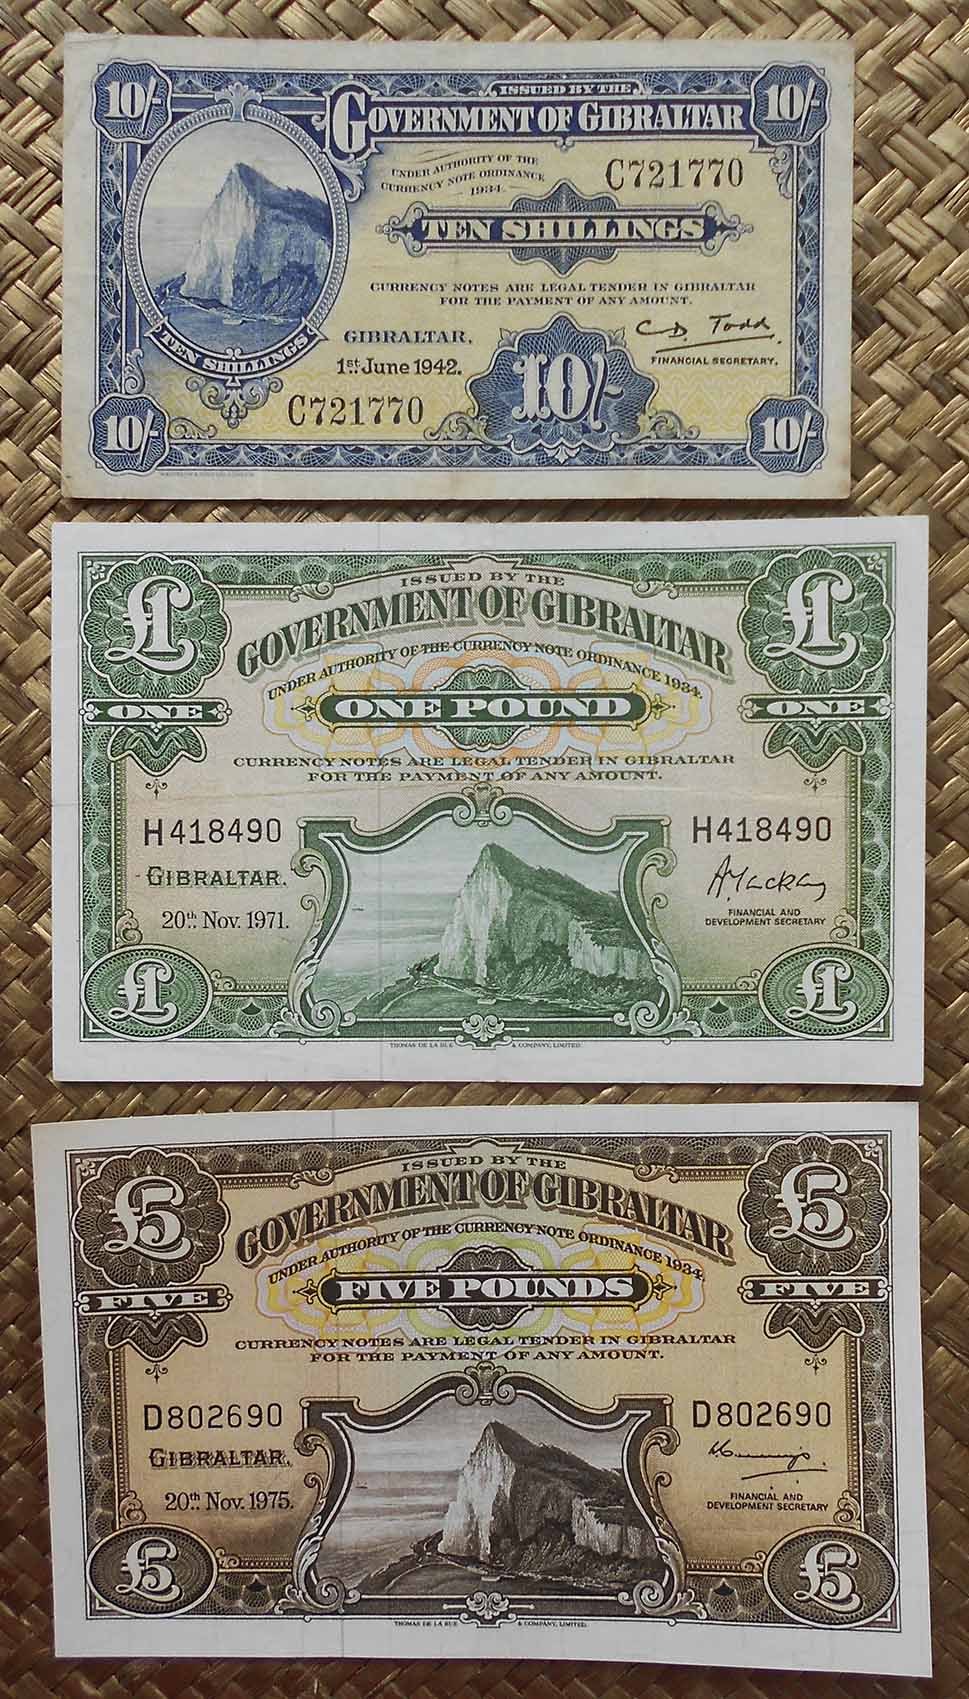 10/-
ISSUED BY THE
10/-
GOVERNMENT OF GIBRALTAR
UNDER AUTHORITY OF THE
CURRENCY NOTE ORDINANCE
1934.
C721770
TEN SHILLINGS
CURRENCY NOTES ARE LEGAL TENDER IN GIBRALTAR
FOR THE PAYMENT OF ANY AMOUNT.
GIBRALTAR,
1st. June 1942.
C.D. Todd
FINANCIAL SECRETARY.
TEN SHILLINGS
C721770
10/-
10/-
10/-
£1
ISSUED BY THE
£1
GOVERNMENT OF GIBRALTAR
UNDER AUTHORITY OF THE CURRENCY NOTE ORDINANCE 1934.
ONE
ONE POUND
ONE
CURRENCY NOTES ARE LEGAL TENDER IN GIBRALTAR
FOR THE PAYMENT OF ANY AMOUNT.
H418490
H418490
GIBRALTAR.
20th. Nov. 1971.
A Mackay
FINANCIAL AND
DEVELOPMENT SECRETARY
£1
£1
THOMAS DE LA RUE & COMPANY, LIMITED.
£5
ISSUED BY THE
£5
GOVERNMENT OF GIBRALTAR
UNDER AUTHORITY OF THE CURRENCY NOTE ORDINANCE 1934.
FIVE
FIVE POUNDS
FIVE
CURRENCY NOTES ARE LEGAL TENDER IN GIBRALTAR
FOR THE PAYMENT OF ANY AMOUNT.
D802690
D802690
GIBRALTAR.
20th. Nov. 1975.
FINANCIAL AND
DEVELOPMENT SECRETARY
£5
£5
THOMAS DE LA RUE & COMPANY, LIMITED.